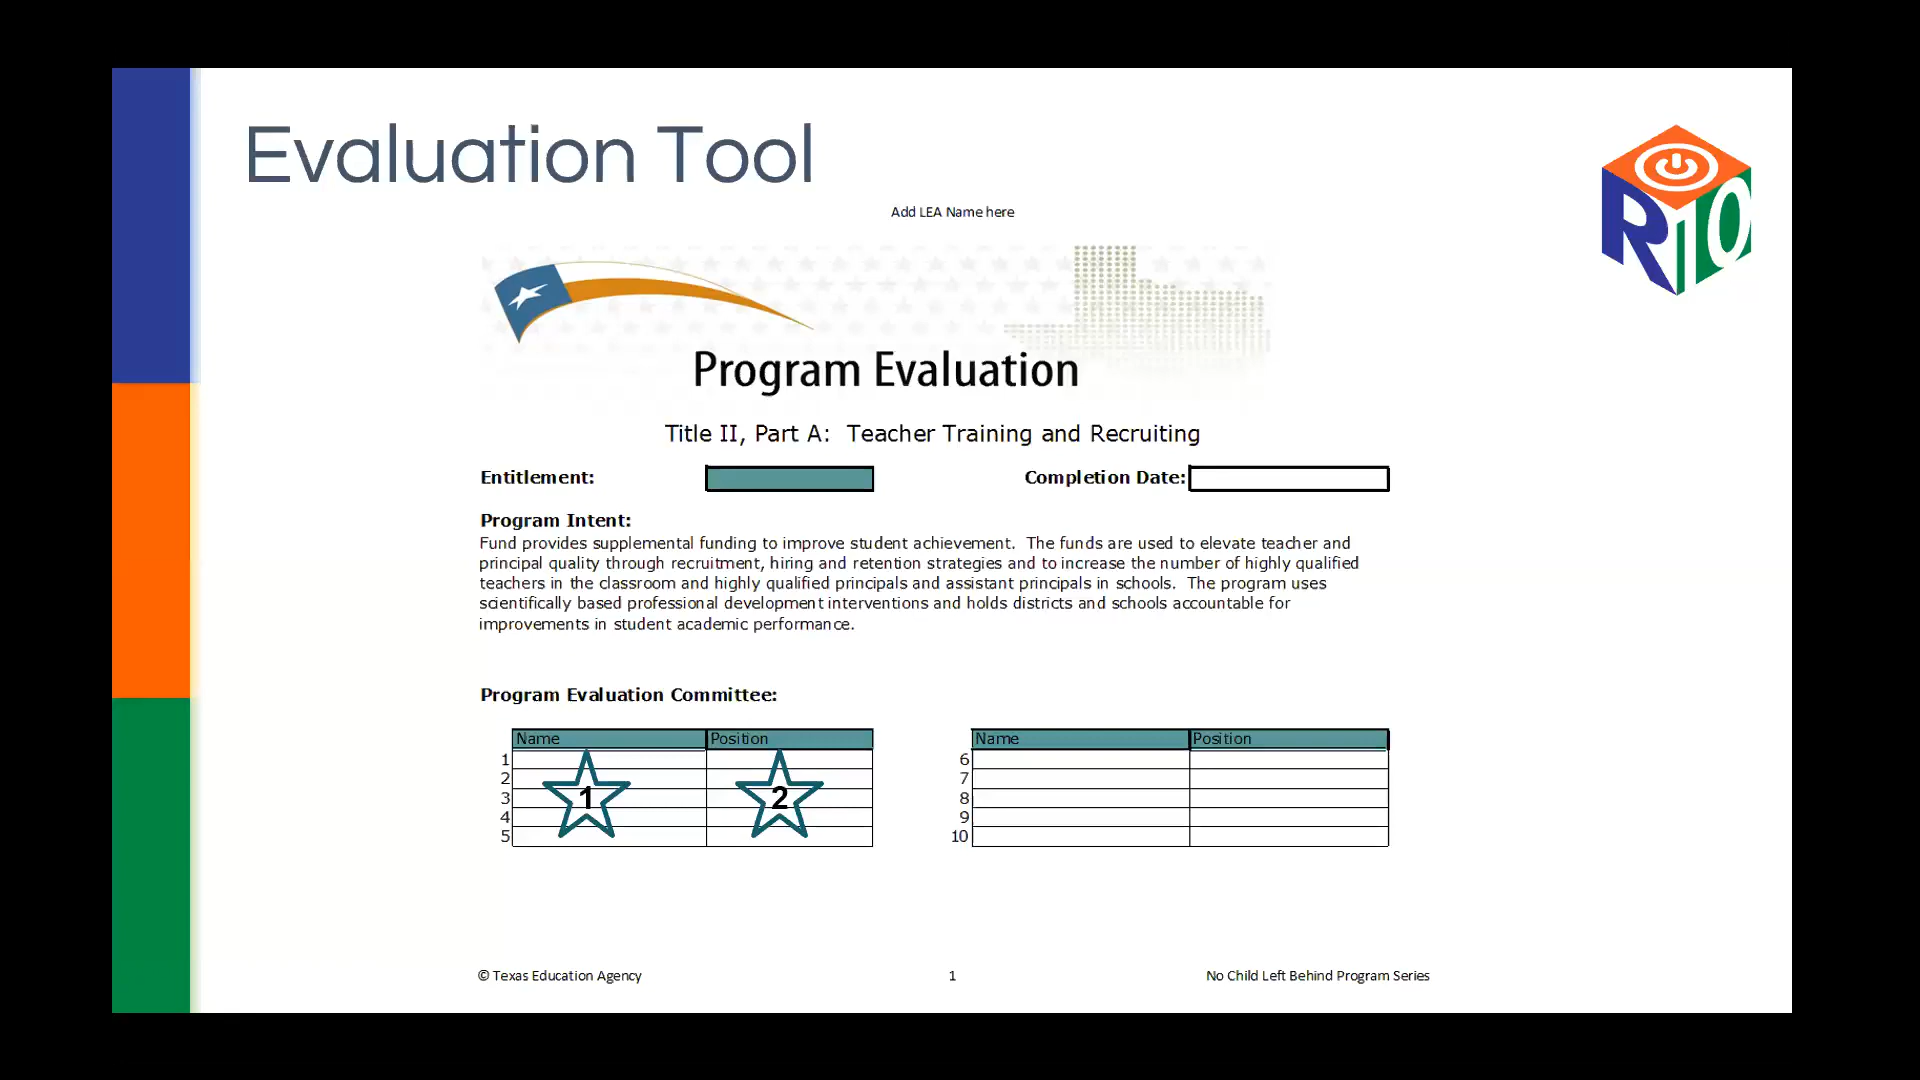 Evaluation Tool
R10
Add LEA Name here
Program Evaluation
Title II, Part A:  Teacher Training and Recruiting
Entitlement:
Completion Date:
Program Intent:
Fund provides supplemental funding to improve student achievement.  The funds are used to elevate teacher and
principal quality through recruitment, hiring and retention strategies and to increase the number of highly qualified
teachers in the classroom and highly qualified principals and assistant principals in schools.  The program uses
scientifically based professional development interventions and holds districts and schools accountable for
improvements in student academic performance.
Program Evaluation Committee:
Name Position Name Position
1 6
2 7
3 1 2 8
4 9
5 10
© Texas Education Agency 1 No Child Left Behind Program Series